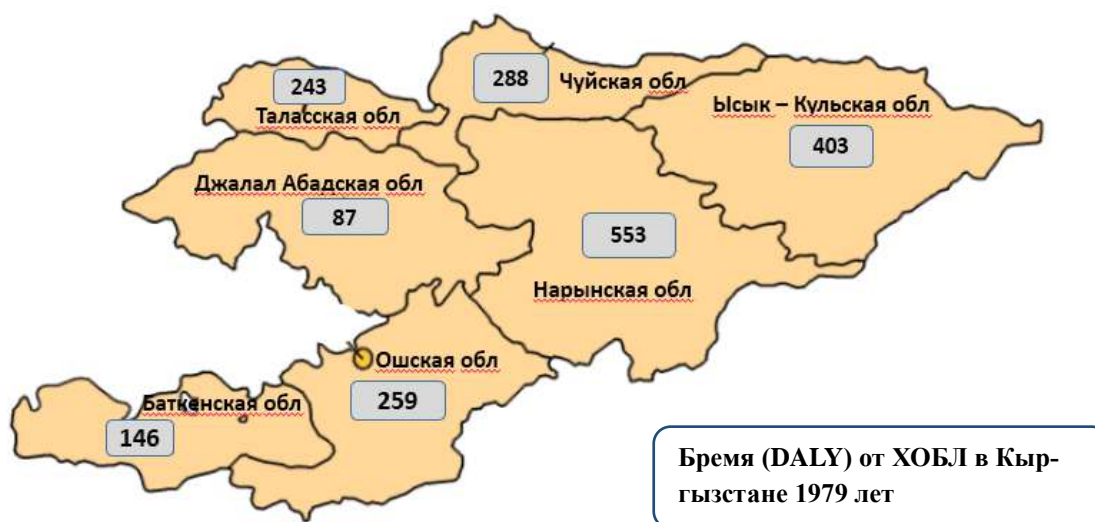 288
Чуйская обл
243
Таласская обл
Ысык – Кульская обл
403
Джалал Абадская обл
87
553
Нарынская обл
Ошская обл
259
Баткенская обл
146
Бремя (DALY) от ХОБЛ в Кыр-
гызстане 1979 лет